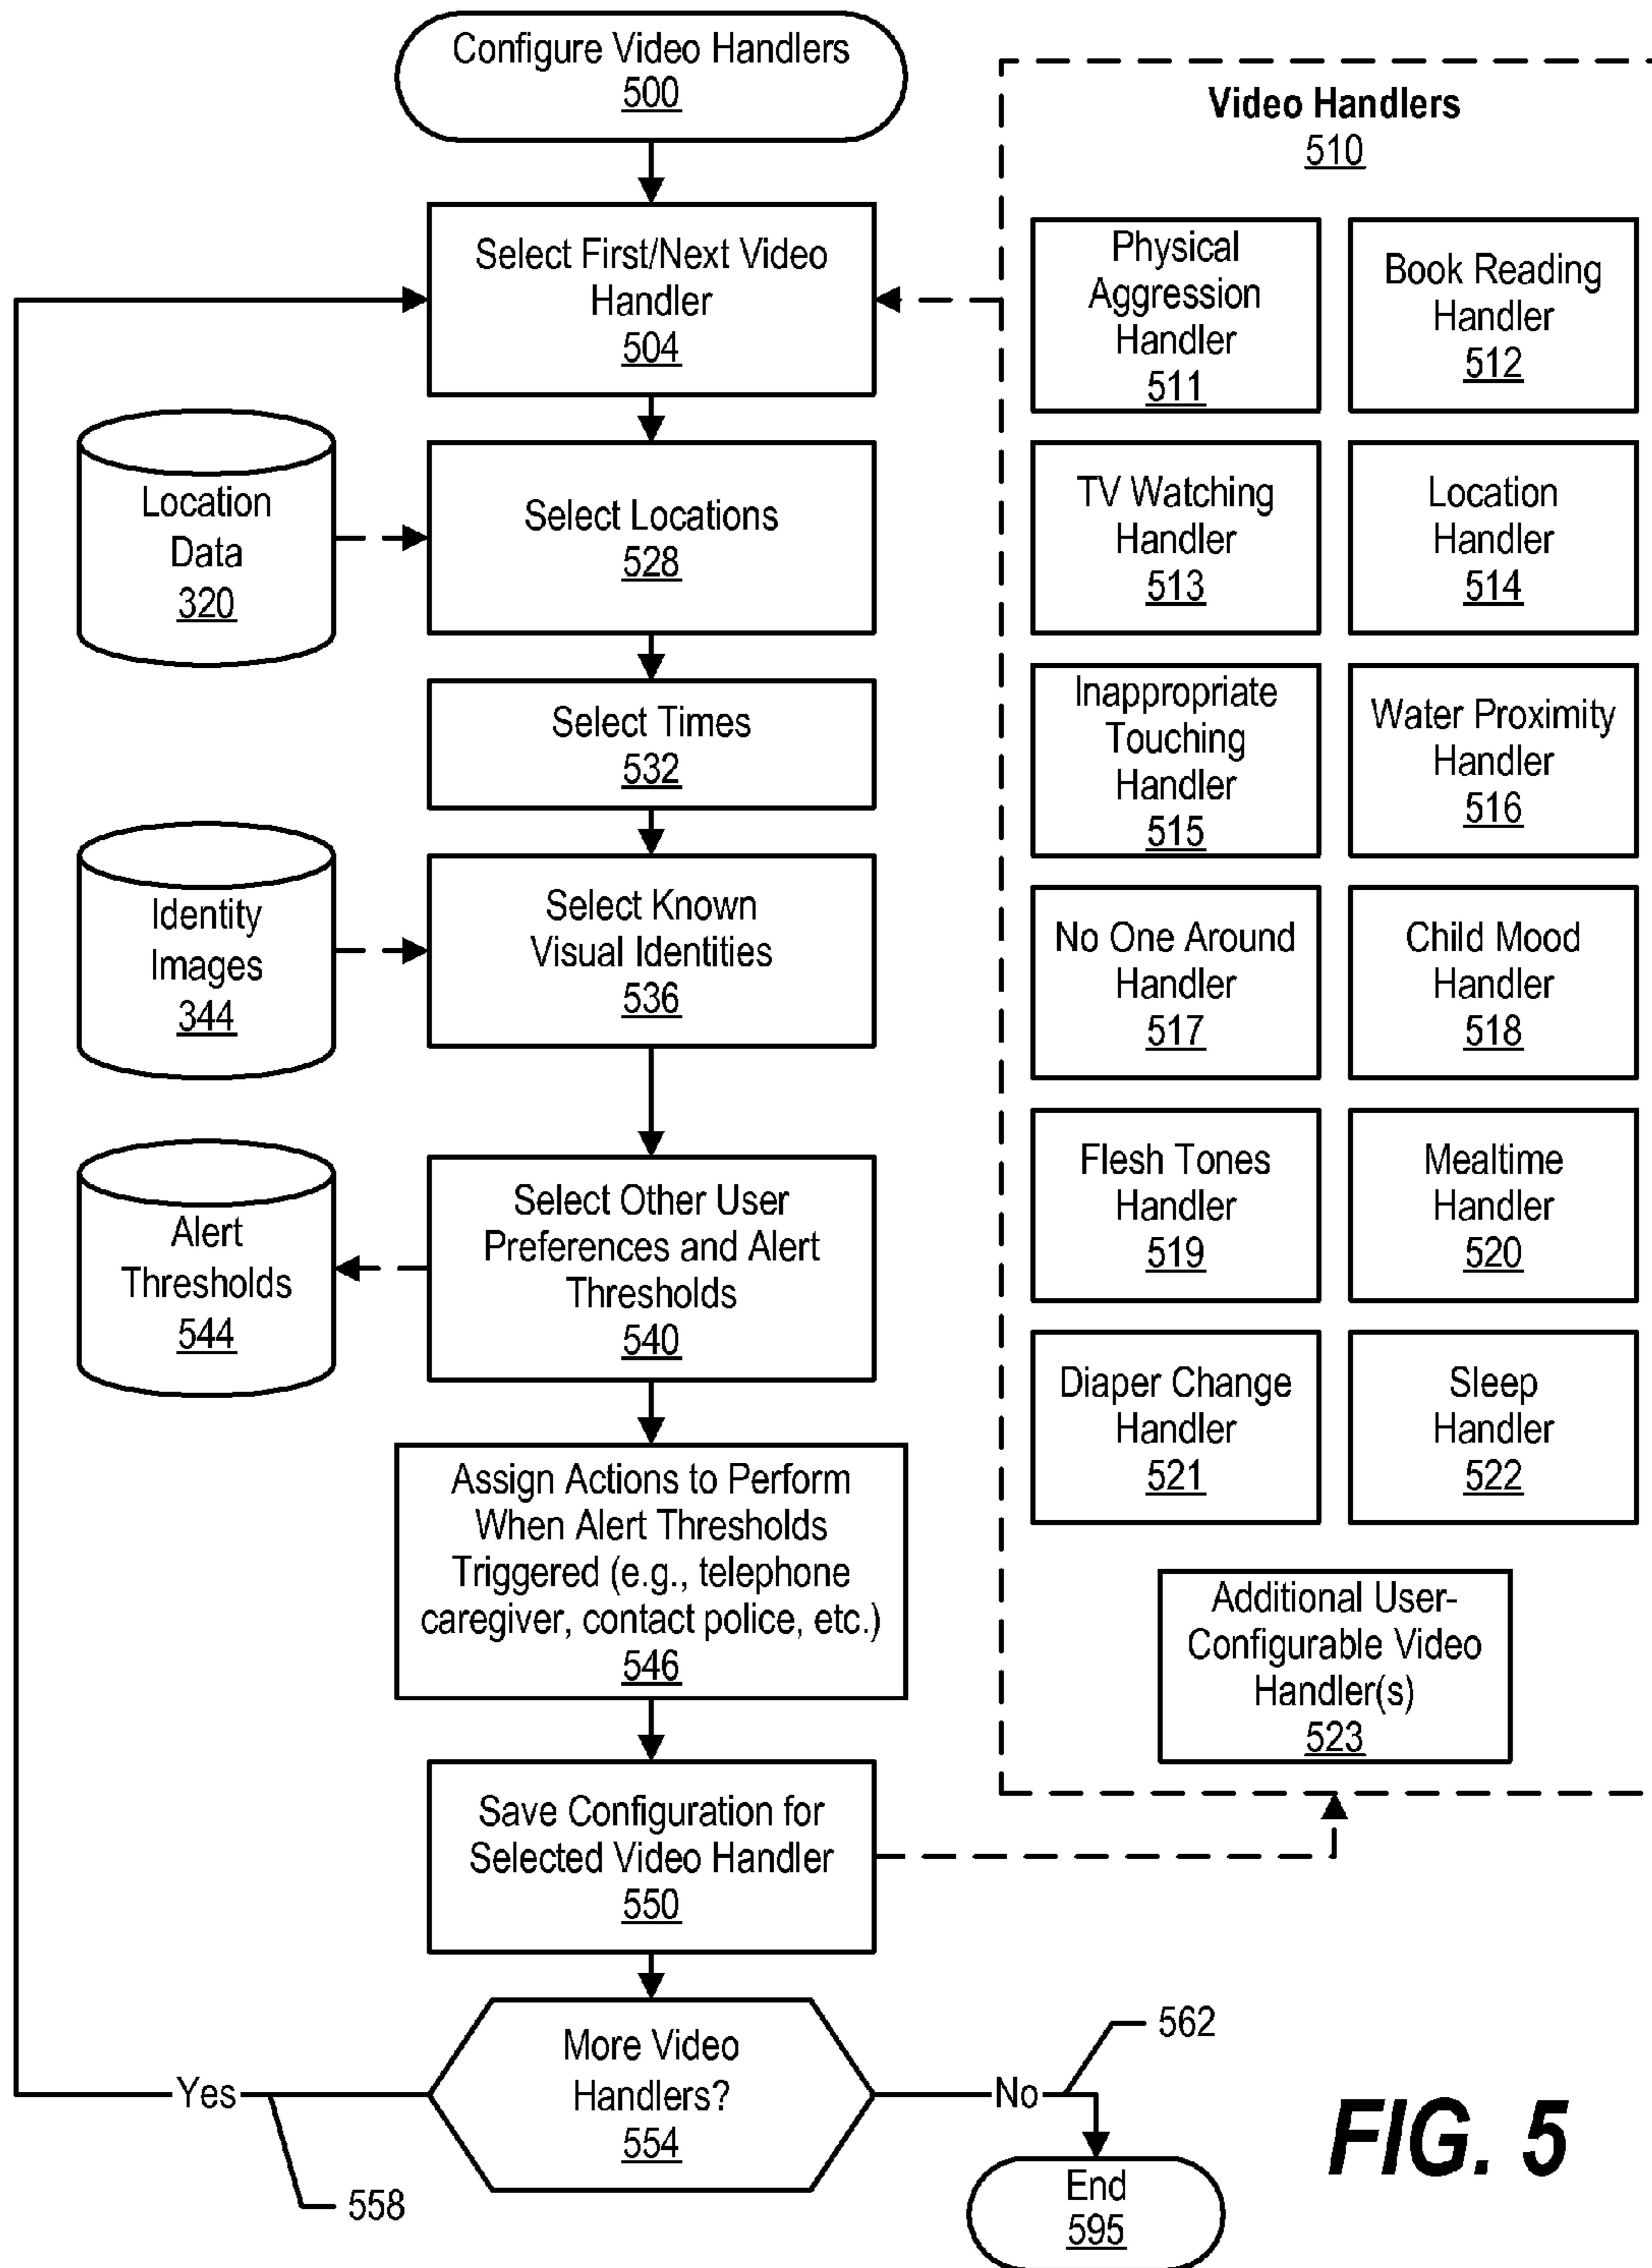 Configure Video Handlers
500
Select First/Next Video
Handler
504
Location
Data
320
Select Locations
528
Select Times
532
Identity
Images
344
Select Known
Visual Identities
536
Alert
Thresholds
544
Select Other User
Preferences and Alert
Thresholds
540
Assign Actions to Perform
When Alert Thresholds
Triggered (e.g., telephone
caregiver, contact police, etc.)
546
Save Configuration for
Selected Video Handler
550
More Video
Handlers?
554
Yes
558
No
562
End
595
Video Handlers
510
Physical
Aggression
Handler
511
Book Reading
Handler
512
TV Watching
Handler
513
Location
Handler
514
Inappropriate
Touching
Handler
515
Water Proximity
Handler
516
No One Around
Handler
517
Child Mood
Handler
518
Flesh Tones
Handler
519
Mealtime
Handler
520
Diaper Change
Handler
521
Sleep
Handler
522
Additional User-
Configurable Video
Handler(s)
523
FIG. 5